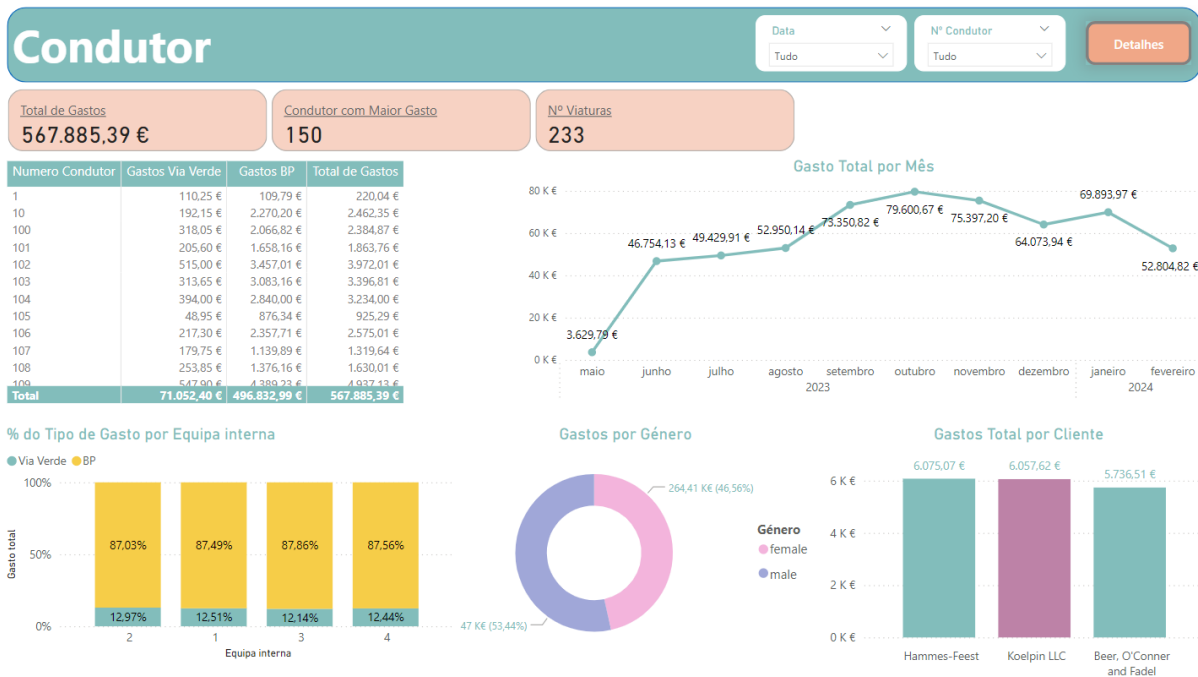 Condutor
Data
Tudo
Nº Condutor
Tudo
Detalhes
Total de Gastos
567.885,39 €
Condutor com Maior Gasto
150
Nº Viaturas
233
Numero Condutor Gastos Via Verde Gastos BP Total de Gastos
1 110,25 € 109,79 € 220,04 €
10 192,15 € 2.270,20 € 2.462,35 €
100 318,05 € 2.066,82 € 2.384,87 €
101 205,60 € 1.658,16 € 1.863,76 €
102 515,00 € 3.457,01 € 3.972,01 €
103 313,65 € 3.083,16 € 3.396,81 €
104 394,00 € 2.840,00 € 3.234,00 €
105 48,95 € 876,34 € 925,29 €
106 217,30 € 2.357,71 € 2.575,01 €
107 179,75 € 1.139,89 € 1.319,64 €
108 253,85 € 1.376,16 € 1.630,01 €
109 547,90 € 4.389,23 € 4.937,13 €
Total 71.052,40 € 496.832,99 € 567.885,39 €
Gasto Total por Mês
80 K €
60 K €
40 K €
20 K €
0 K €
3.629,79 €
46.754,13 €
49.429,91 €
52.950,14 €
73.350,82 €
79.600,67 €
75.397,20 €
64.073,94 €
69.893,97 €
52.804,82 €
maio junho julho agosto setembro outubro novembro dezembro janeiro fevereiro
2023 2024
% do Tipo de Gasto por Equipa interna
Via Verde BP
100%
50%
0%
Gasto total
87,03% 87,49% 87,86% 87,56%
12,97% 12,51% 12,14% 12,44%
2 1 3 4
Equipa interna
Gastos por Género
264,41 K€ (46,56%)
47 K€ (53,44%)
Género
female
male
Gastos Total por Cliente
6 K €
4 K €
2 K €
0 K €
6.075,07 € 6.057,62 € 5.736,51 €
Hammes-Feest Koelpin LLC Beer, O'Conner
and Fadel